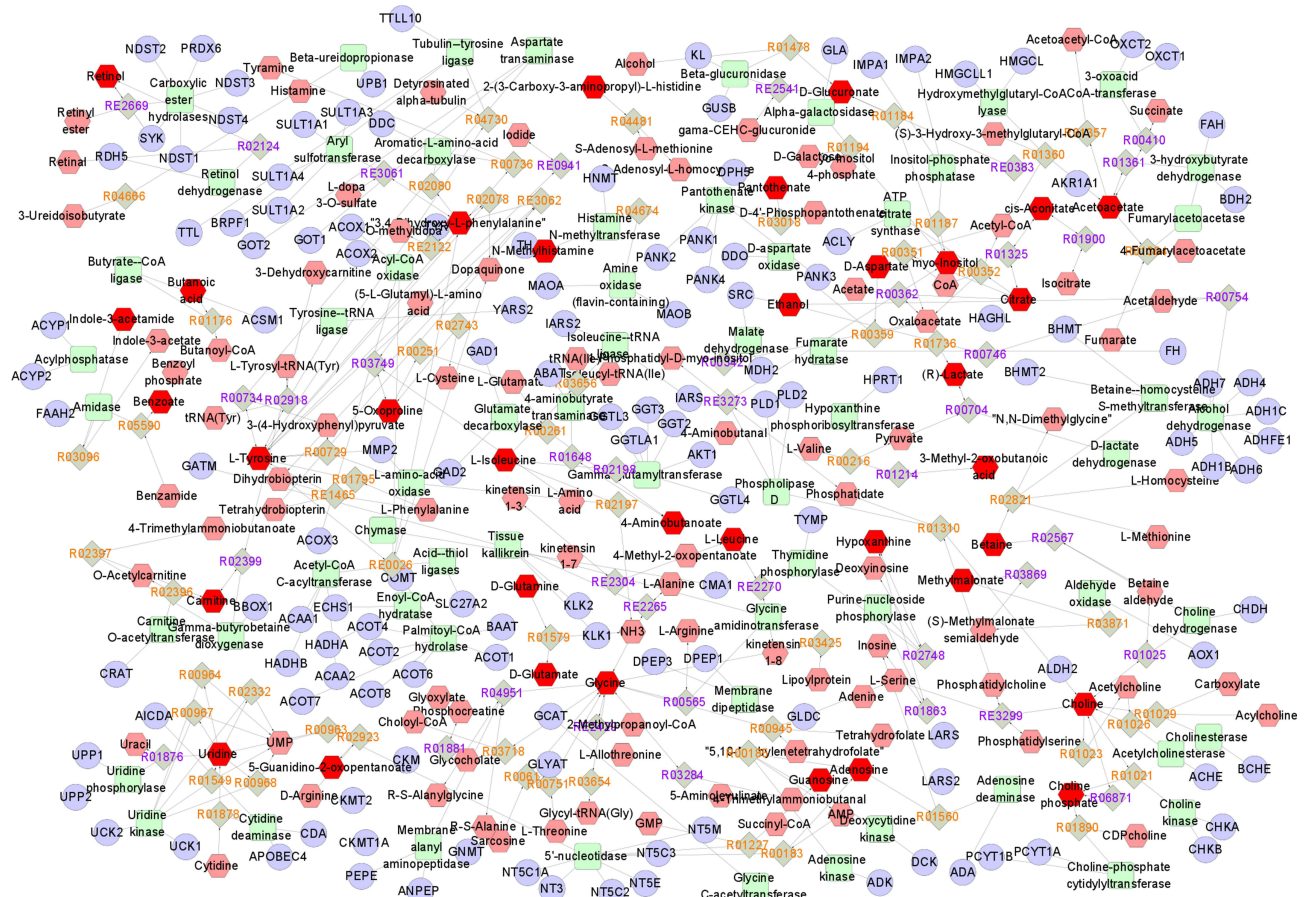 TTLL10
NDST2
PRDX6
Tubulin--tyrosine
ligase
Aspartate
transaminase
KL
R01478
GLA
Acetoacetyl-CoA
OXCT2
OXCT1
Retinol
Carboxylic
ester
hydrolases
NDST3
Tyramine
Beta-ureidopropionase
UPB1
Detyrosinated
alpha-tubulin
2-(3-Carboxy-3-aminopropyl)-L-histidine
Alcohol
Beta-glucuronidase
IMPA1
IMPA2
HMGCLL1
HMGCL
3-oxoacid
CoA-transferase
RE2669
Histamine
GUSB
RE2541
D-Glucuronate
Hydroxymethylglutaryl-CoA
lyase
Succinate
Retinyl
ester
NDST4
SULT1A3
SULT1A1
DDC
R04730
R04481
gama-CEHC-glucuronide
Alpha-galactosidase
R01184
(S)-3-Hydroxy-3-methylglutaryl-CoA
R00410
FAH
SYK
R02124
Aryl
sulfotransferase
Aromatic-L-amino-acid
decarboxylase
Iodide
S-Adenosyl-L-methionine
R01194
R01360
Retinal
RDH5
NDST1
RE3061
R00736
RE0941
D-Galactose
myo-Inositol
4-phosphate
Inositol-phosphate
phosphatase
RE0383
R01361
3-hydroxybutyrate
dehydrogenase
Retinol
dehydrogenase
SULT1A4
L-dopa
3-O-sulfate
R02080
R02078
RE3062
HNMT
DPH5
Pantothenate
kinase
Pantothenate
AKR1A1
BDH2
R04666
SULT1A2
R04674
D-4'-Phosphopantothenate
ATP
citrate
synthase
cis-Aconitate
Acetoacetate
3-Ureidoisobutyrate
BRPF1
Histamine
N-methyltransferase
R03018
R01187
Acetyl-CoA
Fumarylacetoacetase
TTL
GOT2
GOT1
ACOX1
ACOX2
RE2122
TH
N-Methylhistamine
PANK1
DDO
D-aspartate
oxidase
ACLY
R00351
R01900
R01325
4-Fumarylacetoacetate
Butyrate--CoA
ligase
3-Dehydroxycarnitine
Acyl-CoA
oxidase
Dopaquinone
PANK2
PANK4
PANK3
D-Aspartate
myo-Inositol
R00352
Isocitrate
Butanoic
acid
(5-L-Glutamyl)-L-amino
acid
MAOA
Amine
oxidase
(flavin-containing)
SRC
Ethanol
Acetate
R00362
CoA
Citrate
Acetaldehyde
R00754
ACYP1
Indole-3-acetamide
R01176
ACSM1
Tyrosine--tRNA
ligase
YARS2
IARS2
MAOB
Oxaloacetate
HAGHL
BHMT
Indole-3-acetate
Butanoyl-CoA
R02743
Isoleucine--tRNA
ligase
Malate
dehydrogenase
R00359
Fumarate
hydratase
R01736
Fumarate
Acylphosphatase
Benzoyl
phosphate
L-Tyrosyl-tRNA(Tyr)
R03749
R00251
GAD1
ABAT
R00342
MDH2
R00746
FH
ACYP2
L-Cysteine
L-Glutamate
R03656
(R)-Lactate
BHMT2
Amidase
Benzoate
R00734
R02918
5-Oxoproline
4-aminobutyrate
transaminase
IARS
RE3273
PLD2
PLD1
HPRT1
Betaine--homocysteine
S-methyltransferase
ADH7
ADH4
FAAH2
R05590
tRNA(Tyr)
3-(4-Hydroxyphenyl)pyruvate
Glutamate
decarboxylase
GGTL3
GGT3
GGT2
4-Aminobutanal
Hypoxanthine
phosphoribosyltransferase
R00704
"N,N-Dimethylglycine"
Alcohol
dehydrogenase
ADH1C
R00729
MMP2
R00261
GGTLA1
L-Valine
Pyruvate
ADH5
ADHFE1
R03096
GATM
L-Tyrosine
L-Isoleucine
R01648
R02198
AKT1
R00216
3-Methyl-2-oxobutanoic
acid
D-lactate
dehydrogenase
ADH1B
ADH6
Dihydrobiopterin
R01795
L-amino-acid
oxidase
GAD2
Gamma-glutamyltransferase
Phospholipase
D
R01214
L-Homocysteine
Benzamide
RE1465
kinetensin
1-3
L-Amino
acid
GGTL4
Phosphatidate
R02821
Tetrahydrobiopterin
L-Phenylalanine
R02197
4-Aminobutanoate
TYMP
4-Trimethylammoniobutanoate
Chymase
Tissue
kallikrein
L-Leucine
R01310
Betaine
R02567
L-Methionine
R02397
ACOX3
kinetensin
1-7
4-Methyl-2-oxopentanoate
Hypoxanthine
O-Acetylcarnitine
R02399
Acetyl-CoA
C-acyltransferase
RE0026
Acid--thiol
ligases
Thymidine
phosphorylase
Deoxyinosine
Methylmalonate
R03869
Betaine
aldehyde
R02396
Carnitine
BBOX1
COMT
D-Glutamine
RE2304
L-Alanine
CMA1
RE2270
Purine-nucleoside
phosphorylase
Aldehyde
oxidase
Choline
dehydrogenase
CHDH
Carnitine
O-acetyltransferase
Gamma-butyrobetaine
dioxygenase
ACAA1
ECHS1
Enoyl-CoA
hydratase
SLC27A2
KLK2
RE2265
Glycine
amidinotransferase
(S)-Methylmalonate
semialdehyde
R03871
ACOT4
Palmitoyl-CoA
hydrolase
BAAT
R01579
KLK1
NH3
L-Arginine
kinetensin
1-8
R03425
Inosine
R02748
AOX1
CRAT
HADHA
ACOT2
ACOT1
DPEP3
DPEP1
R01025
HADHB
ACAA2
ACOT6
D-Glutamate
Lipoylprotein
L-Serine
ALDH2
R00964
R02332
ACOT7
ACOT8
Glyoxylate
R04951
Glycine
R00565
Membrane
dipeptidase
Adenine
R01863
Phosphatidylcholine
Choline
Acetylcholine
Carboxylate
AICDA
R00967
Phosphocreatine
GCAT
GLDC
RE3299
R01029
Acylcholine
Choloyl-CoA
2-Methylpropanoyl-CoA
Tetrahydrofolate
LARS
Phosphatidylserine
R01026
UPP1
Uracil
R01876
Uridine
UMP
R00963
R02923
R01881
R03718
R00945
Cholinesterase
Glycocholate
CKM
GLYAT
L-Allothreonine
R01023
Acetylcholinesterase
BCHE
Uridine
phosphorylase
5-Guanidino-2-oxopentanoate
R00751
R03654
R03284
Guanosine
Adenosine
LARS2
Adenosine
deaminase
R01021
ACHE
UPP2
R01549
R00968
D-Arginine
CKMT2
R-S-Alanylglycine
5-Aminolevulinate
4-Trimethylammoniobutanal
Choline
phosphate
R06871
Uridine
kinase
R01878
Glycyl-tRNA(Gly)
AMP
R01560
Choline
kinase
CHKA
UCK2
Cytidine
deaminase
CDA
R-S-Alanine
Sarcosine
L-Threonine
GMP
Succinyl-CoA
R01890
CDPcholine
UCK1
APOBEC4
CKMT1A
Membrane
alanyl
aminopeptidase
GNMT
5'-nucleotidase
NT5M
R01227
Deoxycytidine
kinase
PCYT1B
PCYT1A
CHKB
Cytidine
PEPE
NT5C3
R00183
DCK
ADA
Choline-phosphate
cytidylyltransferase
ANPEP
NT5C1A
NT3
NT5C2
NT5E
Glycine
C-acetyltransferase
Adenosine
kinase
ADK